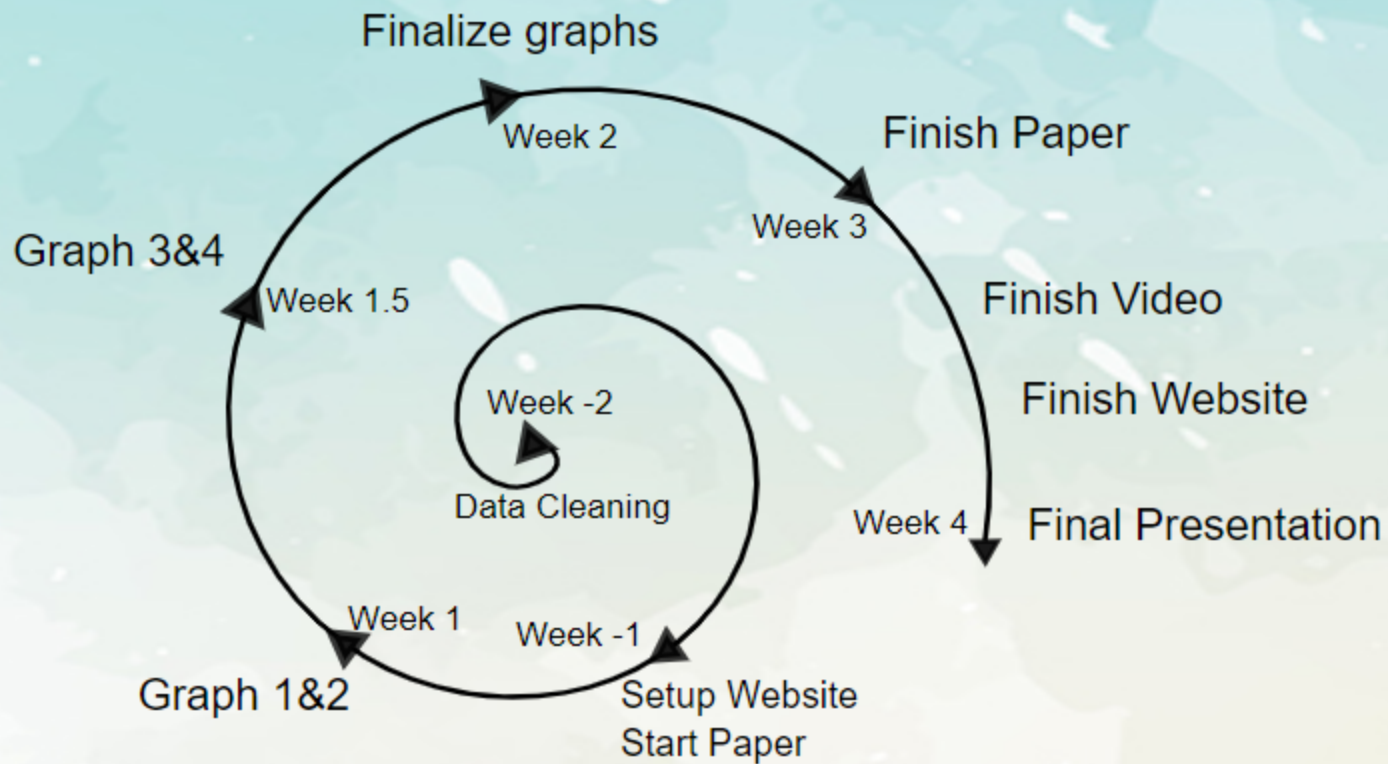 Finalize graphs
Week 2
Finish Paper
Week 3
Graph 3&4
Week 1.5
Finish Video
Finish Website
Week -2
Data Cleaning
Week 4
Final Presentation
Week 1
Week -1
Graph 1&2
Setup Website
Start Paper